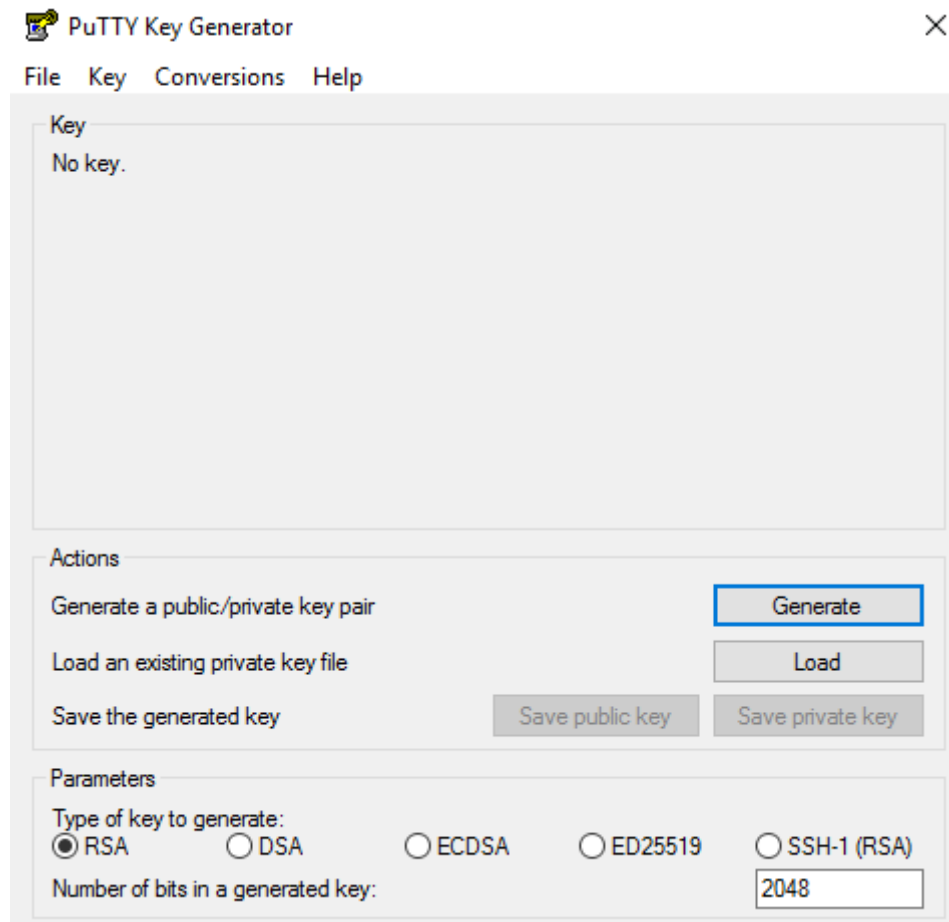 PuTTY Key Generator
File Key Conversions Help
Key
No key.
Actions
Generate a public/private key pair Generate
Load an existing private key file Load
Save the generated key Save public key Save private key
Parameters
Type of key to generate:
RSA DSA ECDSA ED25519 SSH-1 (RSA)
Number of bits in a generated key: 2048